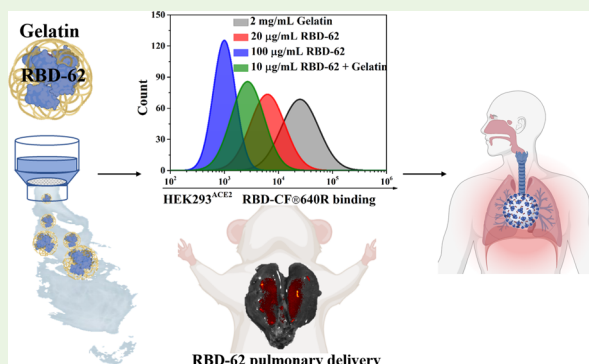 Gelatin
RBD-62
Count
150
120
90
60
30
0
2 mg/mL Gelatin
20 μg/mL RBD-62
100 μg/mL RBD-62
10 μg/mL RBD-62 + Gelatin
10² 10³ 10⁴ 10⁵ 10⁶
HEK293ᴬᶜᴱ² RBD-CF®640R binding
RBD-62 pulmonary delivery